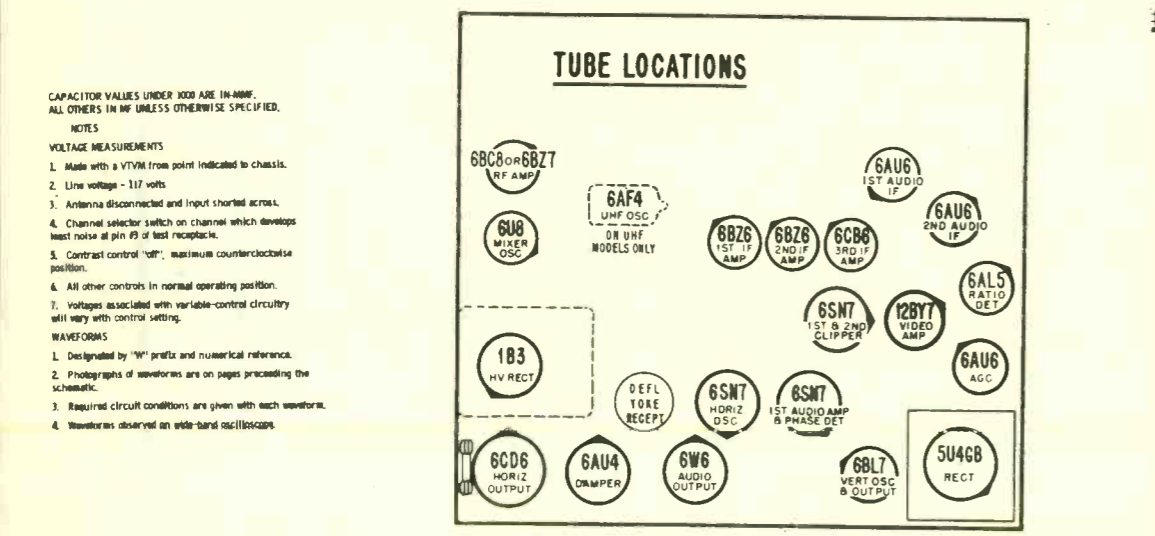 CAPACITOR VALUES UNDER 1000 ARE IN-MMF.
ALL OTHERS IN MF UNLESS OTHERWISE SPECIFIED.
NOTES
VOLTAGE MEASUREMENTS
1. Made with a VTVM from point indicated to chassis.
2. Line voltage - 117 volts
3. Antenna disconnected and input shorted across.
4. Channel selector switch on channel which develops
least noise at pin #3 of test receptacle.
5. Contrast control "off", maximum counterclockwise
position.
6. All other controls in normal operating position.
7. Voltages associated with variable-control circuitry
will vary with control setting.
WAVEFORMS
1. Designated by "W" prefix and numerical reference.
2. Photographs of waveforms are on pages preceeding the
schematic.
3. Required circuit conditions are given with each waveform.
4. Waveforms observed on wide-band oscilloscope.
TUBE LOCATIONS
6BC8 OR 6BZ7
RF AMP
6AF4
UHF OSC
ON UHF
MODELS ONLY
6U8
MIXER
OSC
6BZ6
1ST IF
AMP
6BZ6
2ND IF
AMP
6CB6
3RD IF
AMP
6AU6
1ST AUDIO
IF
6AU6
2ND AUDIO
IF
6AL5
RATIO
DET
6SN7
1ST & 2ND
CLIPPER
12BY7
VIDEO
AMP
6AU6
AGC
1B3
HV RECT
DEFL
YOKE
RECEPT
6SN7
HORIZ
OSC
6SN7
1ST AUDIO AMP
& PHASE DET
6CD6
HORIZ
OUTPUT
6AU4
DAMPER
6W6
AUDIO
OUTPUT
6BL7
VERT OSC
& OUTPUT
5U4GB
RECT